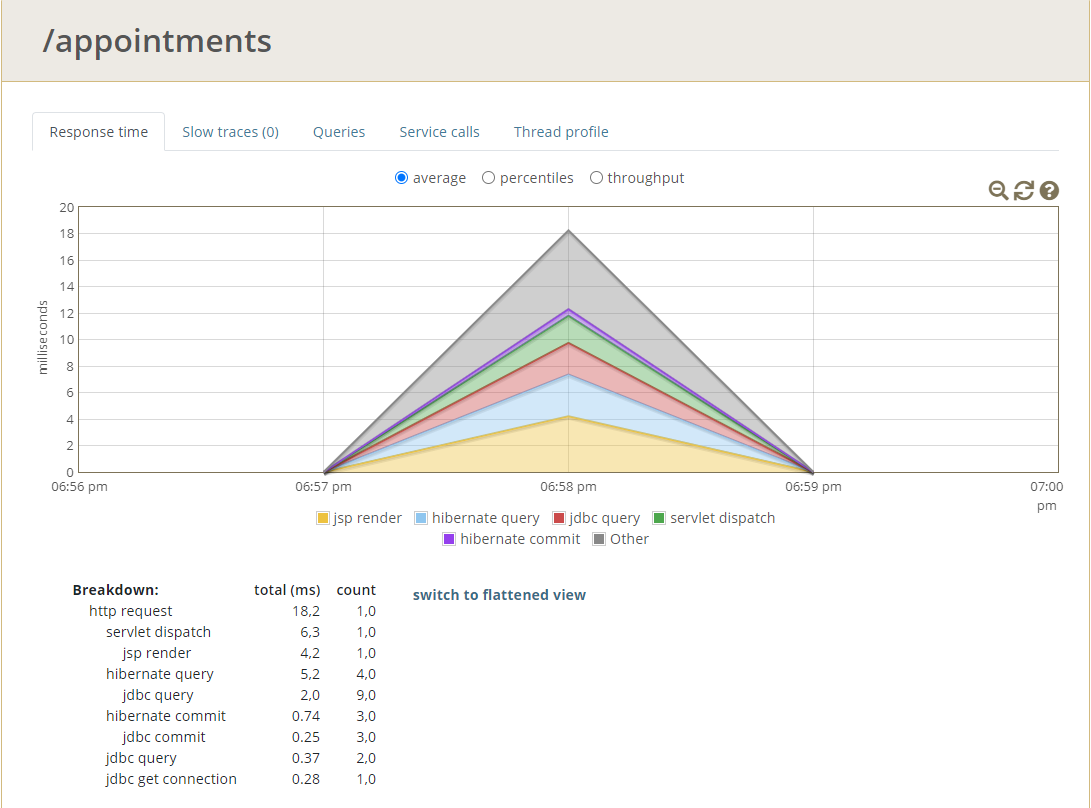 /appointments
Response time Slow traces (0) Queries Service calls Thread profile
average percentiles throughput
20
18
16
14
12
10
8
6
4
2
0
milliseconds
06:56 pm 06:57 pm 06:58 pm 06:59 pm 07:00 pm
jsp render hibernate query jdbc query servlet dispatch
hibernate commit Other
Breakdown: total (ms) count switch to flattened view
http request 18,2 1,0
servlet dispatch 6,3 1,0
jsp render 4,2 1,0
hibernate query 5,2 4,0
jdbc query 2,0 9,0
hibernate commit 0.74 3,0
jdbc commit 0.25 3,0
jdbc query 0.37 2,0
jdbc get connection 0.28 1,0